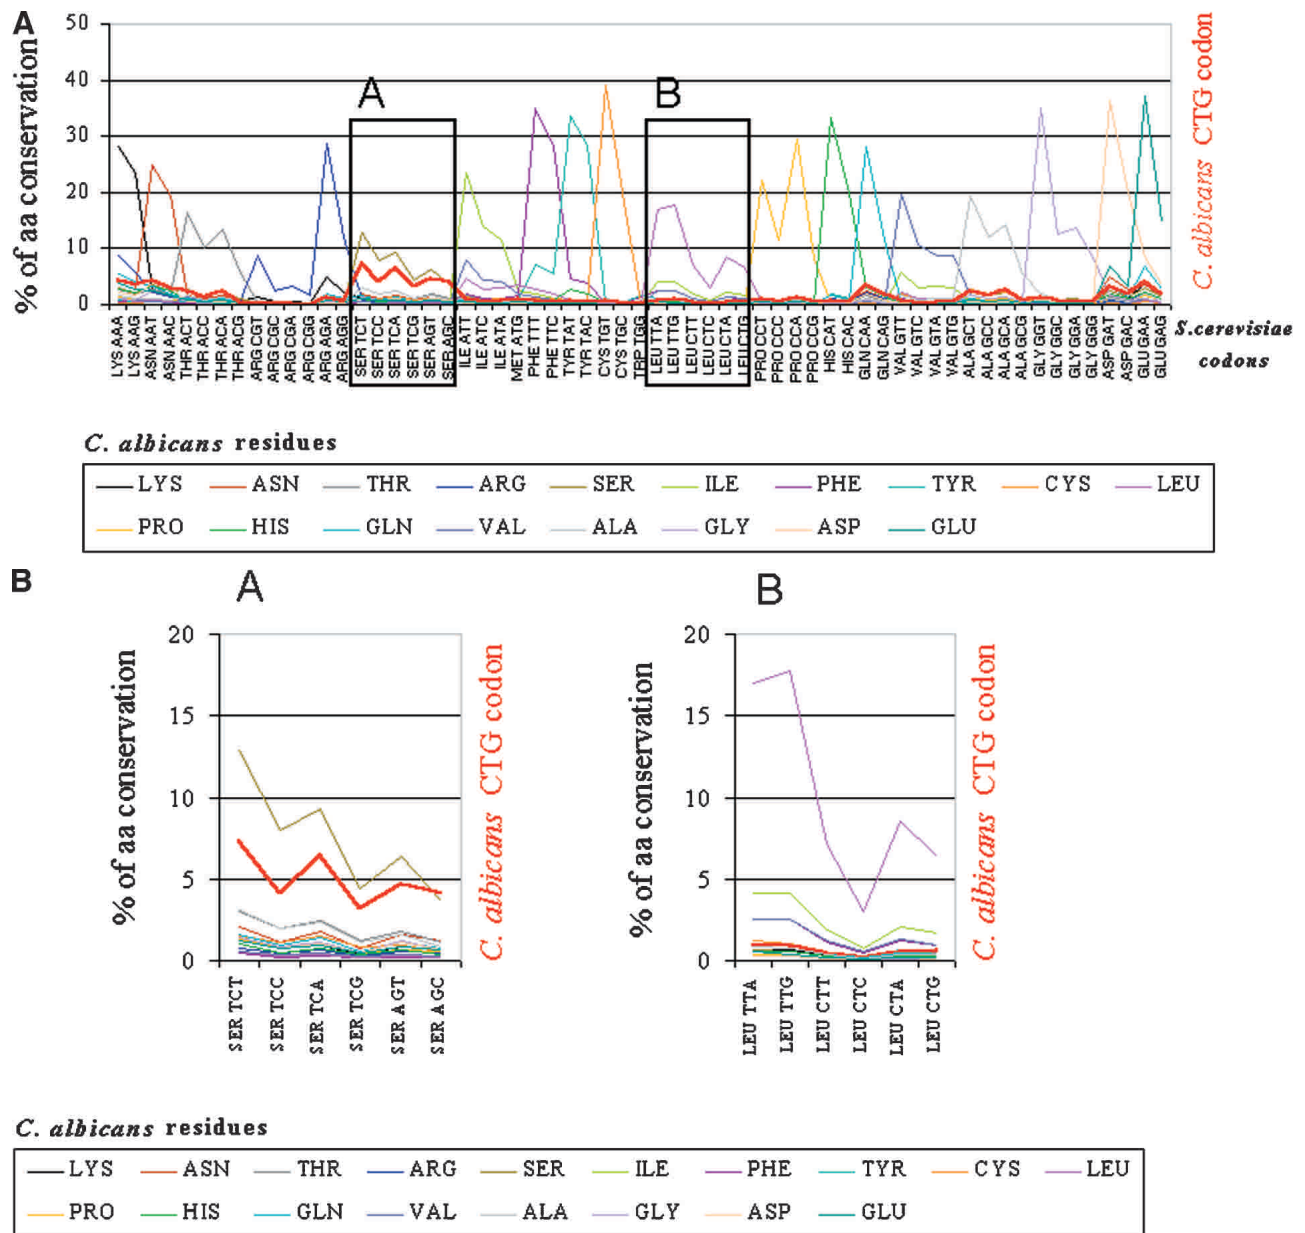 A
50
40
30
20
10
0
% of aa conservation
A
B
C. albicans CTG codon
LYS AAA
LYS AAG
ASN AAT
ASN AAC
THR ACT
THR ACC
THR ACA
THR ACG
ARG CGT
ARG CGC
ARG CGA
ARG CGG
ARG AGA
ARG AGG
SER TCT
SER TCC
SER TCA
SER TCG
SER AGT
SER AGC
ILE ATT
ILE ATC
ILE ATA
MET ATG
PHE TTT
PHE TTC
TYR TAT
TYR TAC
CYS TGT
CYS TGC
TRP TGG
LEU TTA
LEU TTG
LEU CTT
LEU CTC
LEU CTA
LEU CTG
PRO CCT
PRO CCC
PRO CCA
PRO CCG
HIS CAT
HIS CAC
GLN CAA
GLN CAG
VAL GTT
VAL GTC
VAL GTA
VAL GTG
ALA GCT
ALA GCC
ALA GCA
ALA GCG
GLY GGT
GLY GGC
GLY GGA
GLY GGG
ASP GAT
ASP GAC
GLU GAA
GLU GAG
S.cerevisiae
codons
C. albicans residues
LYS ASN THR ARG SER ILE PHE TYR CYS LEU
PRO HIS GLN VAL ALA GLY ASP GLU
B
A
20
15
10
5
0
% of aa conservation
C. albicans CTG codon
SER TCT
SER TCC
SER TCA
SER TCG
SER AGT
SER AGC
B
20
15
10
5
0
% of aa conservation
C. albicans CTG codon
LEU TTA
LEU TTG
LEU CTT
LEU CTC
LEU CTA
LEU CTG
C. albicans residues
LYS ASN THR ARG SER ILE PHE TYR CYS LEU
PRO HIS GLN VAL ALA GLY ASP GLU